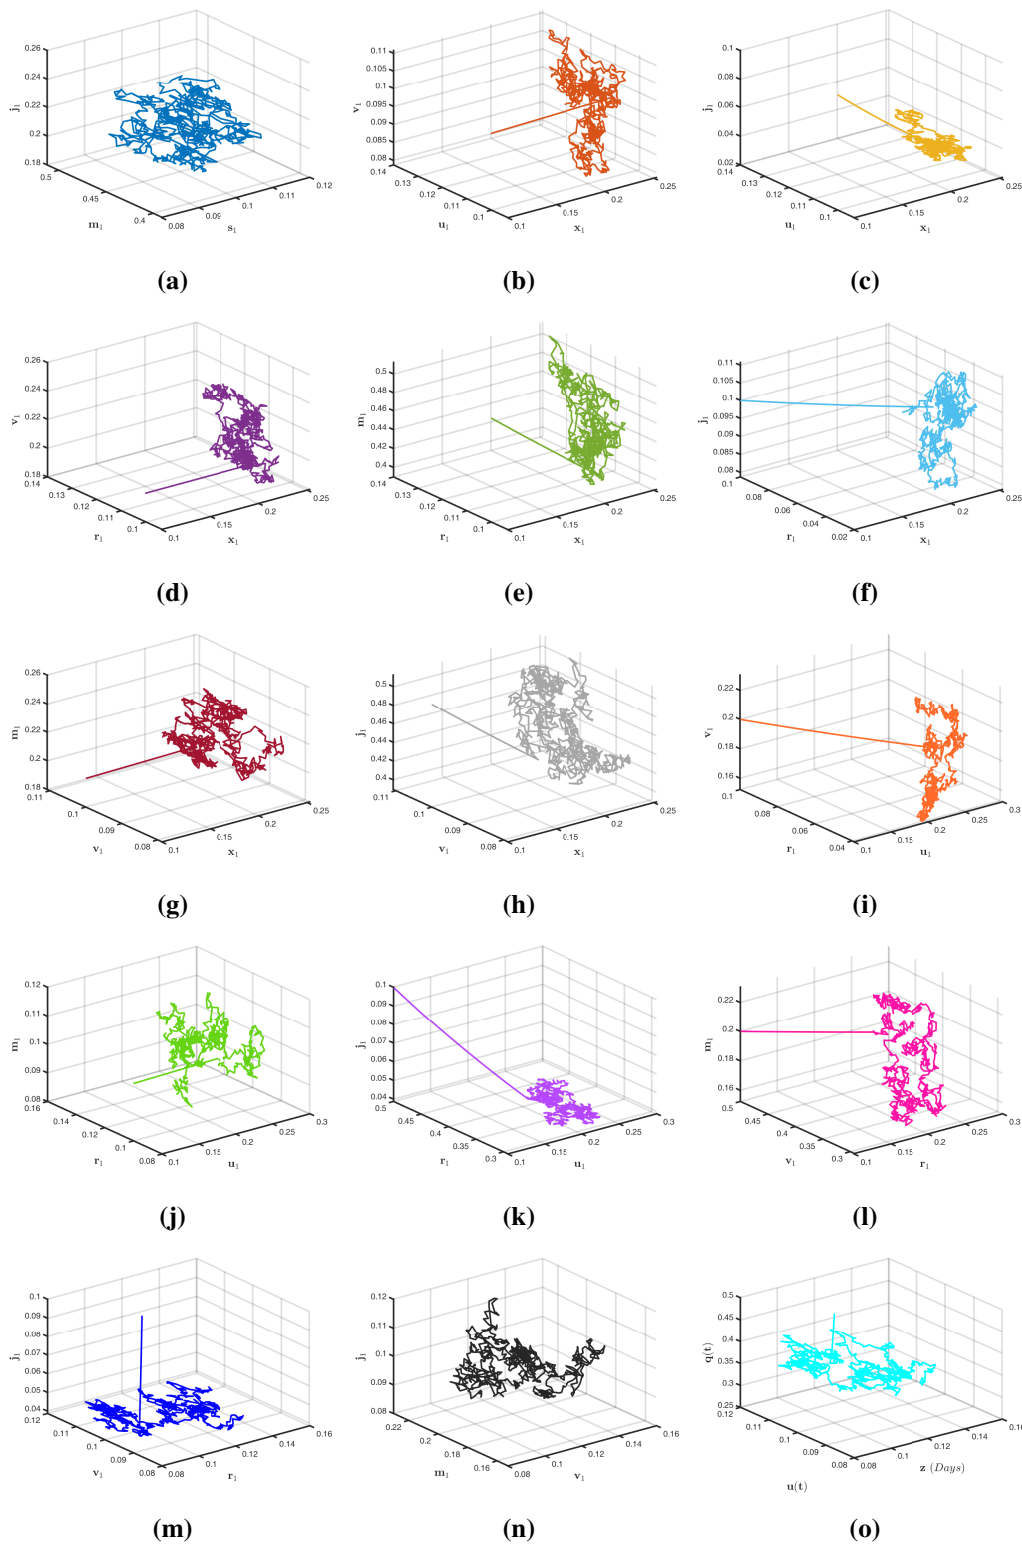 0.26 0.24 0.22 0.2 0.18 j₁ 0.5 0.45 0.4 m₁ 0.08 0.09 0.1 0.11 0.12 s₁
(a)
0.11 0.105 0.1 0.095 0.09 0.085 0.08 v₁ 0.14 0.13 0.12 0.11 0.1 u₁ 0.1 0.15 0.2 0.25 x₁
(b)
0.1 0.08 0.06 0.04 0.02 j₁ 0.14 0.13 0.12 0.11 0.1 u₁ 0.1 0.15 0.2 0.25 x₁
(c)
0.26 0.24 0.22 0.2 0.18 v₁ 0.14 0.13 0.12 0.11 0.1 r₁ 0.1 0.15 0.2 0.25 x₁
(d)
0.5 0.48 0.46 0.44 0.42 0.4 m₁ 0.14 0.13 0.12 0.11 0.1 r₁ 0.1 0.15 0.2 0.25 x₁
(e)
0.11 0.105 0.1 0.095 0.09 0.085 0.08 j₁ 0.1 0.08 0.06 0.04 0.02 r₁ 0.1 0.15 0.2 0.25 x₁
(f)
0.26 0.24 0.22 0.2 0.18 m₁ 0.11 0.1 0.09 0.08 v₁ 0.1 0.15 0.2 0.25 x₁
(g)
0.5 0.48 0.46 0.44 0.42 0.4 j₁ 0.11 0.1 0.09 0.08 v₁ 0.1 0.15 0.2 0.25 x₁
(h)
0.22 0.2 0.18 0.16 v₁ 0.1 0.08 0.06 0.04 r₁ 0.1 0.15 0.2 0.25 0.3 u₁
(i)
0.12 0.11 0.1 0.09 0.08 m₁ 0.16 0.14 0.12 0.1 0.08 r₁ 0.1 0.15 0.2 0.25 0.3 u₁
(j)
0.1 0.09 0.08 0.07 0.06 0.05 0.04 j₁ 0.5 0.45 0.4 0.35 0.3 r₁ 0.1 0.15 0.2 0.25 0.3 u₁
(k)
0.22 0.2 0.18 0.16 m₁ 0.5 0.45 0.4 0.35 0.3 v₁ 0.1 0.15 0.2 0.25 0.3 r₁
(l)
0.1 0.09 0.08 0.07 0.06 0.05 0.04 j₁ 0.12 0.11 0.1 0.09 0.08 v₁ 0.08 0.1 0.12 0.14 0.16 r₁
(m)
0.12 0.11 0.1 0.09 0.08 j₁ 0.22 0.2 0.18 0.16 m₁ 0.08 0.1 0.12 0.14 0.16 v₁
(n)
0.5 0.45 0.4 0.35 0.3 0.25 q(t) 0.12 0.11 0.1 0.09 0.08 u(t) 0.08 0.1 0.12 0.14 0.16 z (Days)
(o)